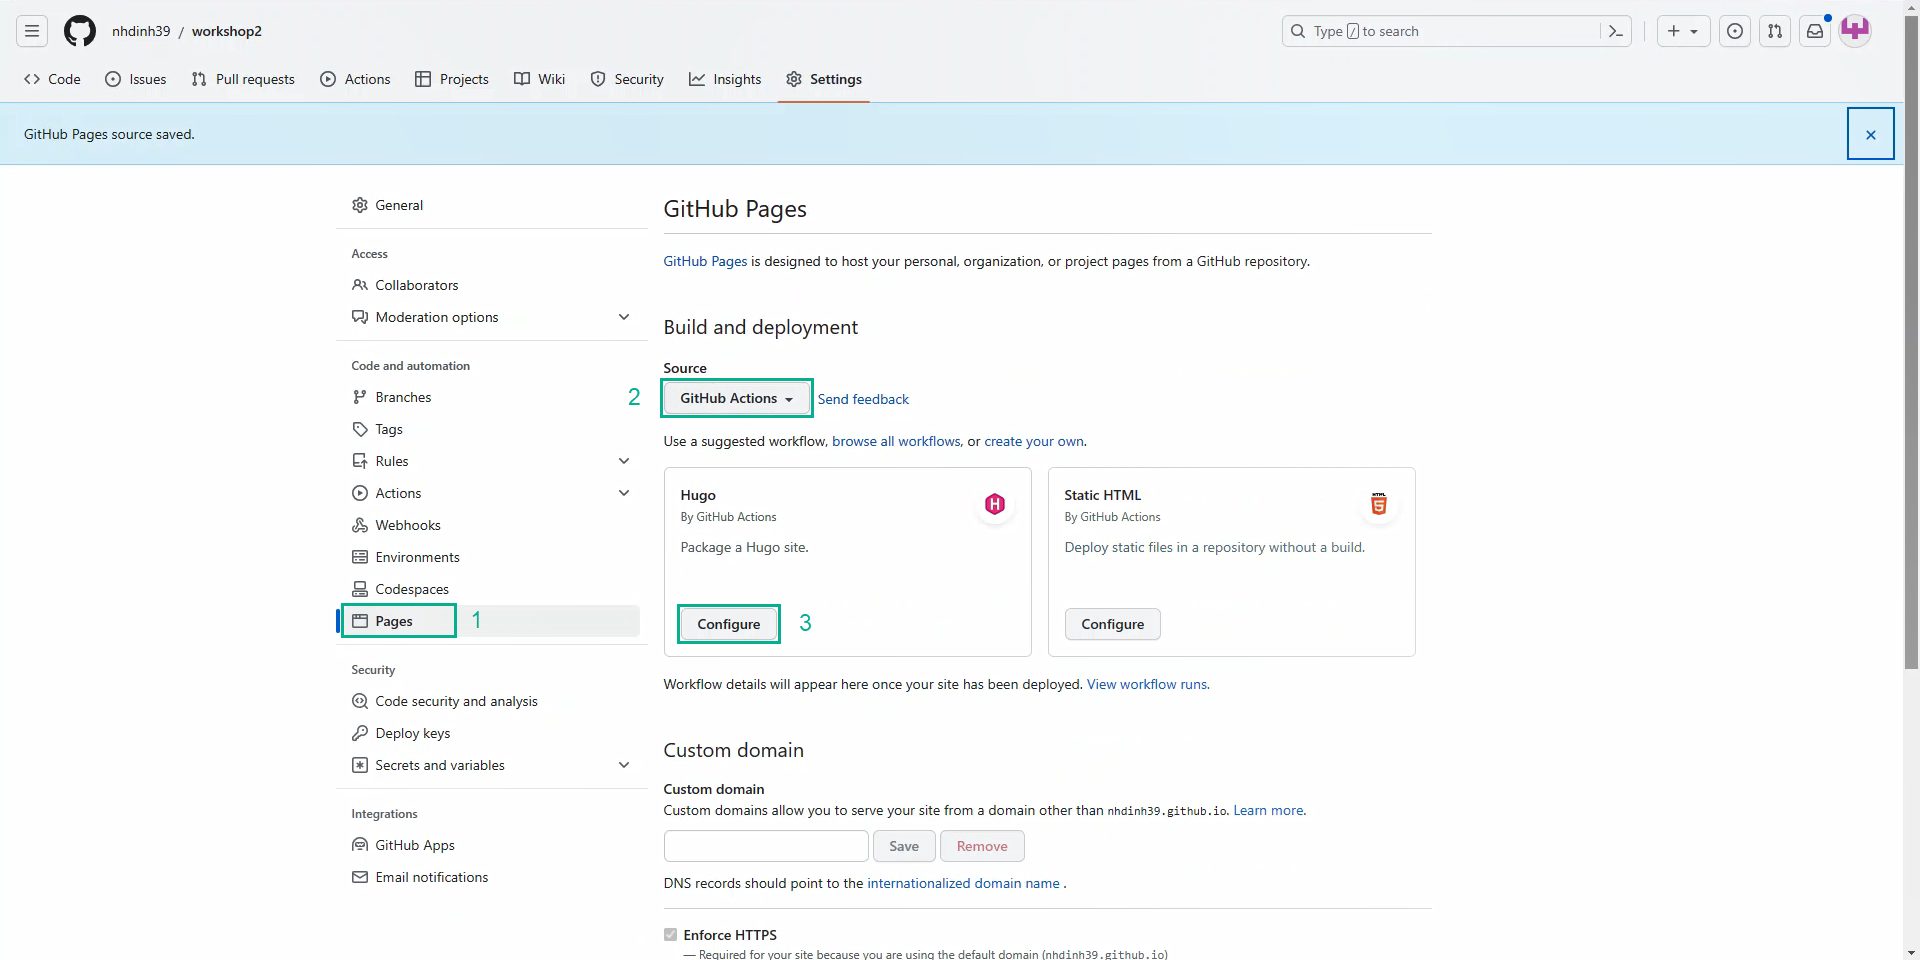 nhdinh39 / workshop2
Type / to search
Code
Issues
Pull requests
Actions
Projects
Wiki
Security
Insights
Settings
GitHub Pages source saved.
General
Access
Collaborators
Moderation options
Code and automation
Branches
Tags
Rules
Actions
Webhooks
Environments
Codespaces
Pages
1
Security
Code security and analysis
Deploy keys
Secrets and variables
Integrations
GitHub Apps
Email notifications
GitHub Pages
GitHub Pages is designed to host your personal, organization, or project pages from a GitHub repository.
Build and deployment
Source
2
GitHub Actions
Send feedback
Use a suggested workflow, browse all workflows, or create your own.
Hugo
By GitHub Actions
Package a Hugo site.
Configure
3
H
Static HTML
By GitHub Actions
Deploy static files in a repository without a build.
Configure
HTML
5
Workflow details will appear here once your site has been deployed. View workflow runs.
Custom domain
Custom domain
Custom domains allow you to serve your site from a domain other than nhdinh39.github.io. Learn more.
Save
Remove
DNS records should point to the internationalized domain name .
Enforce HTTPS
— Required for your site because you are using the default domain (nhdinh39.github.io)